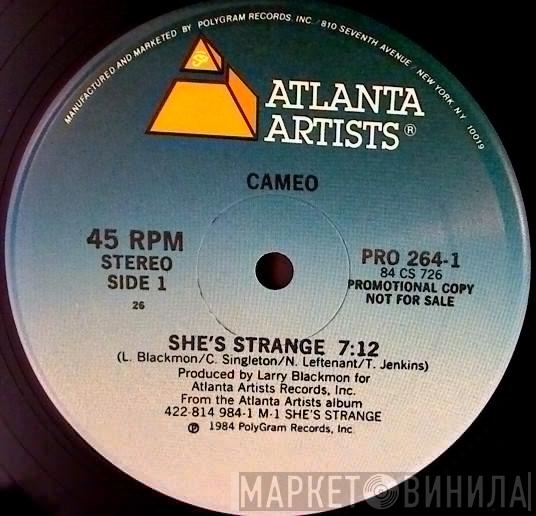 MANUFACTURED AND MARKETED BY POLYGRAM RECORDS, INC./810 SEVENTH AVENUE/NEW YORK, N.Y. 10019
ATLANTA
ARTISTS®
CAMEO
45 RPM
STEREO
SIDE 1
26
PRO 264-1
84 CS 726
PROMOTIONAL COPY
NOT FOR SALE
SHE'S STRANGE 7:12
(L. Blackmon/C. Singleton/N. Leftenant/T. Jenkins)
Produced by Larry Blackmon for
Atlanta Artists Records, Inc.
From the Atlanta Artists album
422-814 984-1 M-1 SHE'S STRANGE
℗ 1984 PolyGram Records, Inc.
МАРКЕТ ВИНИЛА